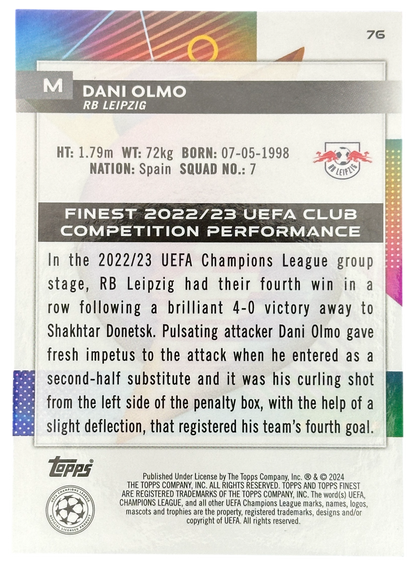 76
M DANI OLMO
RB LEIPZIG
HT: 1.79m WT: 72kg BORN: 07-05-1998
NATION: Spain SQUAD NO.: 7
RB LEIPZIG
FINEST 2022/23 UEFA CLUB
COMPETITION PERFORMANCE
In the 2022/23 UEFA Champions League group
stage, RB Leipzig had their fourth win in a
row following a brilliant 4-0 victory away to
Shakhtar Donetsk. Pulsating attacker Dani Olmo gave
fresh impetus to the attack when he entered as a
second-half substitute and it was his curling shot
from the left side of the penalty box, with the help of a
slight deflection, that registered his team's fourth goal.
topps
Published Under License by The Topps Company, Inc. ® & © 2024
THE TOPPS COMPANY, INC. ALL RIGHTS RESERVED. TOPPS AND TOPPS FINEST
ARE REGISTERED TRADEMARKS OF THE TOPPS COMPANY, INC. The word(s) UEFA,
CHAMPIONS LEAGUE, and all other UEFA Champions League marks, names, logos,
mascots and trophies are the property, registered trademarks, designs and/or
copyright of UEFA. All rights reserved.